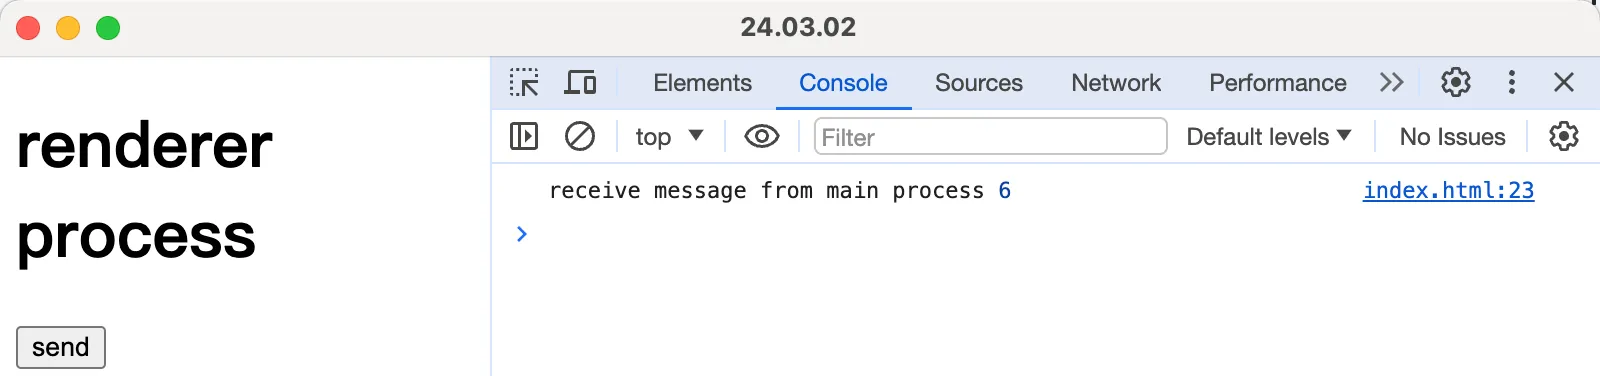 24.03.02
renderer
process
send
Elements Console Sources Network Performance
top Filter Default levels No Issues
receive message from main process 6 index.html:23